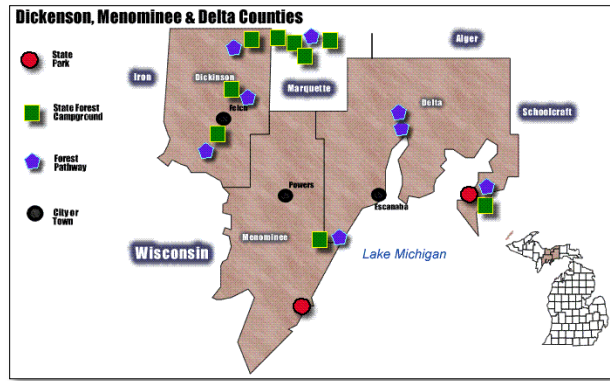 Dickenson, Menominee & Delta Counties
State
Park
State Forest
Campground
Forest
Pathway
City or
Town
Alger
Iron
Dickinson
Marquette
Delta
Schoolcraft
Felch
Powers
Escanaba
Menominee
Wisconsin
Lake Michigan